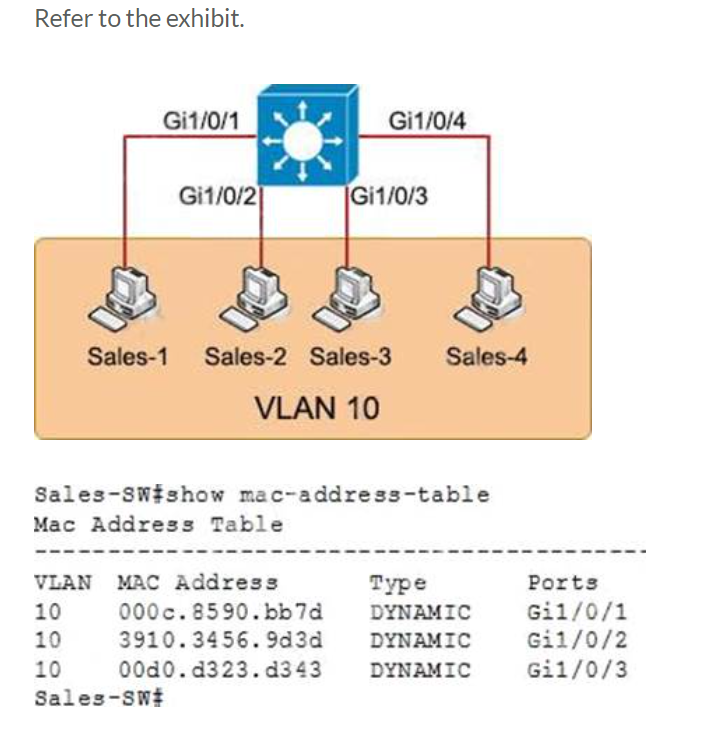 Refer to the exhibit.
Gi1/0/1 Gi1/0/4
Gi1/0/2 Gi1/0/3
Sales-1 Sales-2 Sales-3 Sales-4
VLAN 10
Sales-SW#show mac-address-table
Mac Address Table
-------------------------------------------------------
VLAN MAC Address Type Ports
10 000c.8590.bb7d DYNAMIC Gi1/0/1
10 3910.3456.9d3d DYNAMIC Gi1/0/2
10 00d0.d323.d343 DYNAMIC Gi1/0/3
Sales-SW#